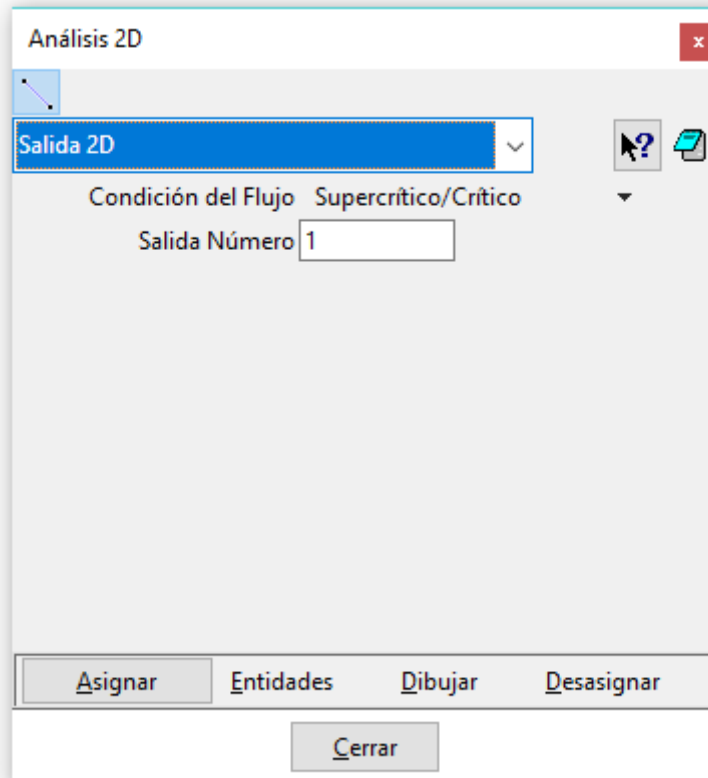 Análisis 2D
x
Salida 2D
?
Condición del Flujo Supercrítico/Crítico
Salida Número 1
Asignar Entidades Dibujar Desasignar
Cerrar